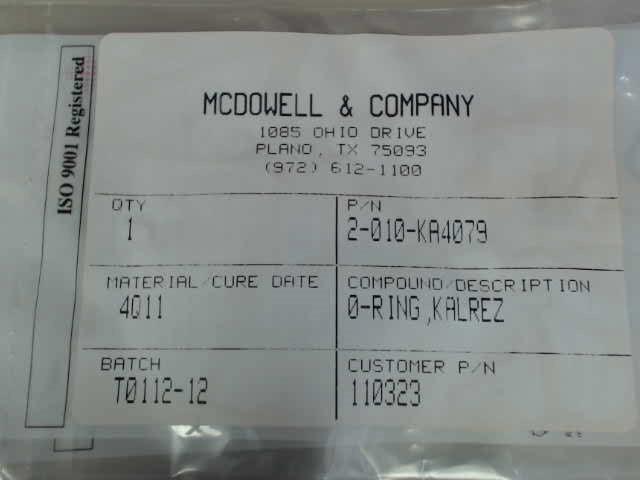 MCDOWELL & COMPANY
1085 OHIO DRIVE
PLANO, TX 75093
(972) 612-1100
QTY
1
P/N
2-010-KA4079
MATERIAL/CURE DATE
4Q11
COMPOUND/DESCRIPTION
O-RING,KALREZ
BATCH
T0112-12
CUSTOMER P/N
110323
ISO 9001 Registered